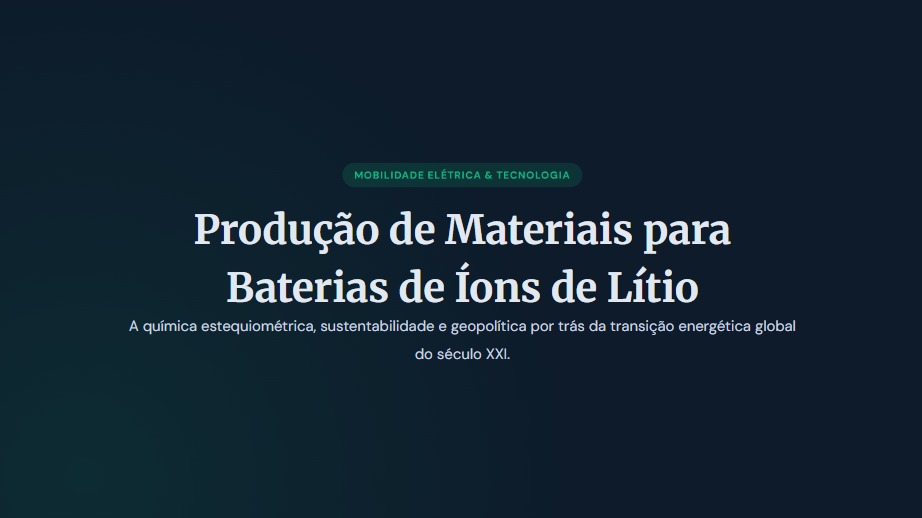 MOBILIDADE ELÉTRICA & TECNOLOGIA
Produção de Materiais para
Baterias de Íons de Lítio
A química estequiométrica, sustentabilidade e geopolítica por trás da transição energética global
do século XXI.